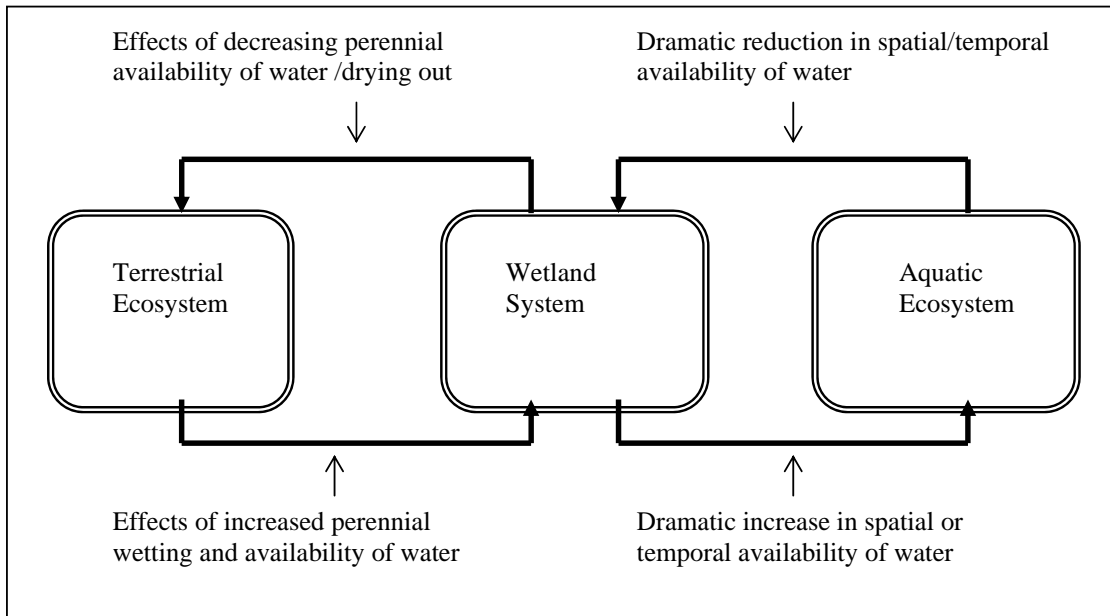 Effects of decreasing perennial
availability of water /drying out
Dramatic reduction in spatial/temporal
availability of water
Terrestrial
Ecosystem
Wetland
System
Aquatic
Ecosystem
Effects of increased perennial
wetting and availability of water
Dramatic increase in spatial or
temporal availability of water